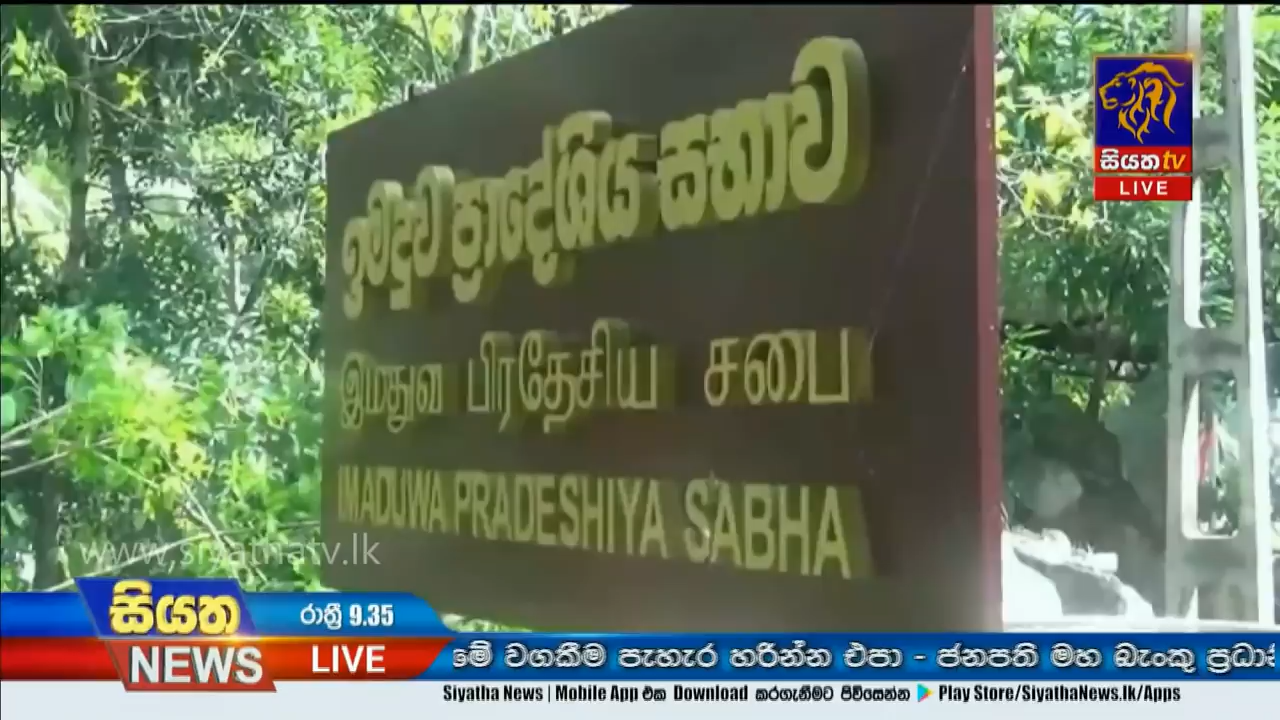 ඉමදූව ප්‍රාදේශීය සභාව
இமதுவ பிரதேசிய சபை
IMADUWA PRADESHIYA SABHA
සියත tv
LIVE
www.siyathatv.lk
සියත
NEWS
රාත්‍රී 9.35
LIVE
මේ වගකීම පැහැර හරින්න එපා - ජනපති මහ බැංකු
Siyatha News | Mobile App එක Download කරගැනීමට පිවිසෙන්න Play Store/SiyathaNews.lk/Apps